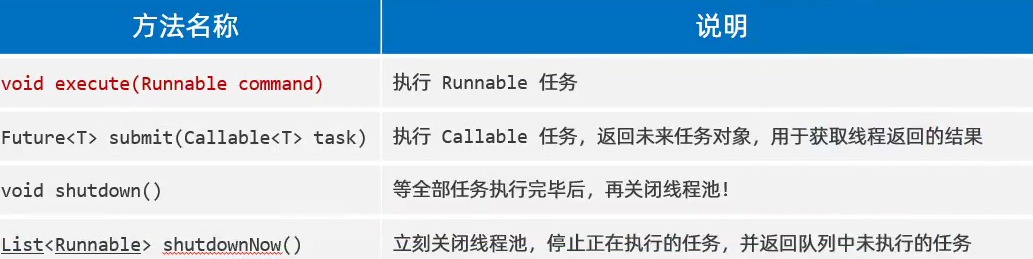 方法名称 说明
void execute(Runnable command) 执行 Runnable 任务
Future<T> submit(Callable<T> task) 执行 Callable 任务，返回未来任务对象，用于获取线程返回的结果
void shutdown() 等全部任务执行完毕后，再关闭线程池！
List<Runnable> shutdownNow() 立刻关闭线程池，停止正在执行的任务，并返回队列中未执行的任务